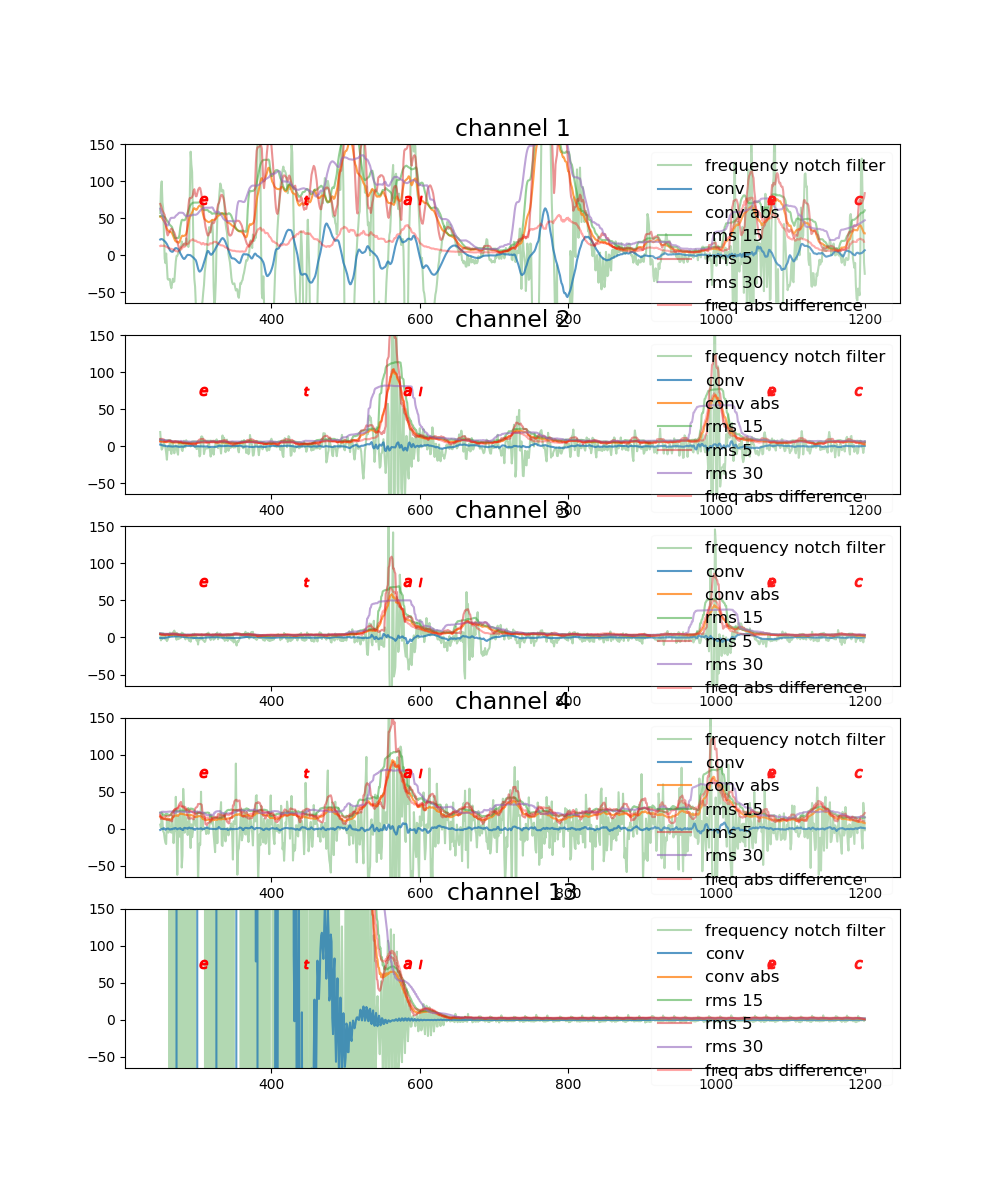 channel 1
150
100
50
0
−50
e t a l e c
frequency notch filter
conv
conv abs
rms 15
rms 5
rms 30
freq abs difference
400 600 800 1000 1200
channel 2
150
100
50
0
−50
e t a l e c
frequency notch filter
conv
conv abs
rms 15
rms 5
rms 30
freq abs difference
400 600 800 1000 1200
channel 3
150
100
50
0
−50
e t a l e c
frequency notch filter
conv
conv abs
rms 15
rms 5
rms 30
freq abs difference
400 600 800 1000 1200
channel 4
150
100
50
0
−50
e t a l e c
frequency notch filter
conv
conv abs
rms 15
rms 5
rms 30
freq abs difference
400 600 800 1000 1200
channel 13
150
100
50
0
−50
e t a l e c
frequency notch filter
conv
conv abs
rms 15
rms 5
rms 30
freq abs difference
400 600 800 1000 1200